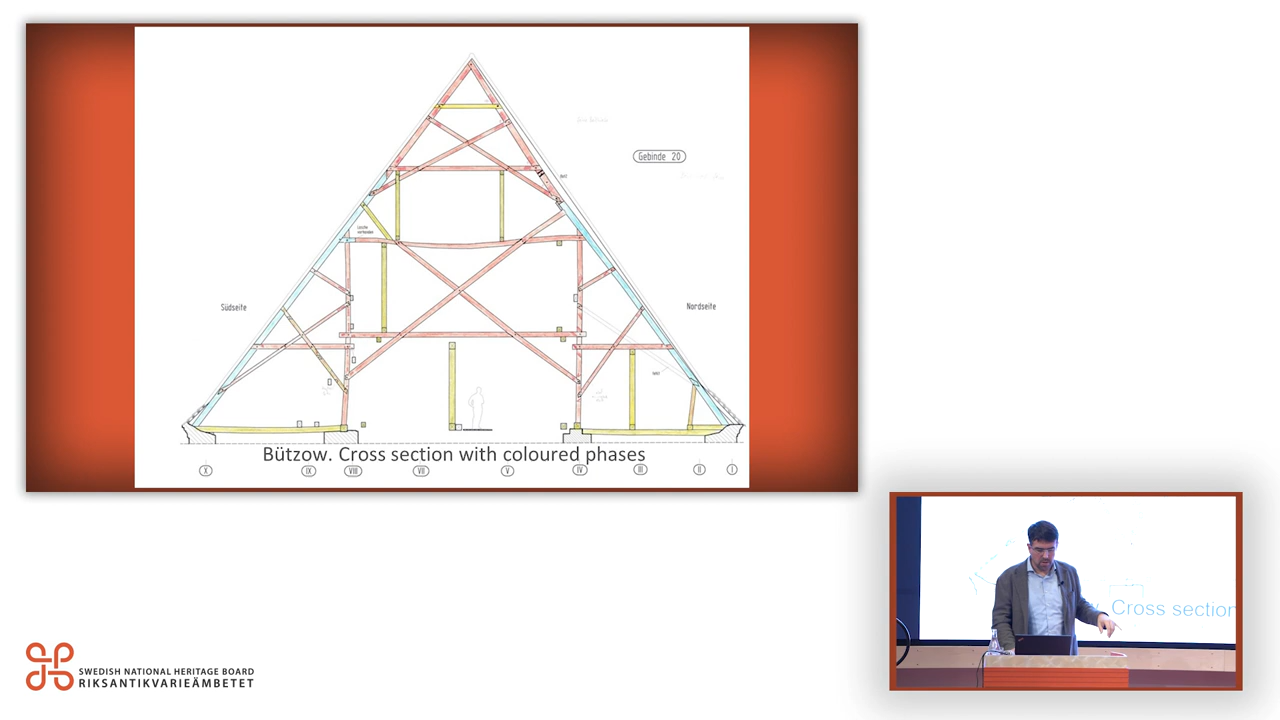 Gebinde 20
Südseite
Nordseite
Bützow. Cross section with coloured phases
X
IX
VIII
VII
V
IV
III
II
I
Cross section
SWEDISH NATIONAL HERITAGE BOARD
RIKSANTIKVARIEÄMBETET